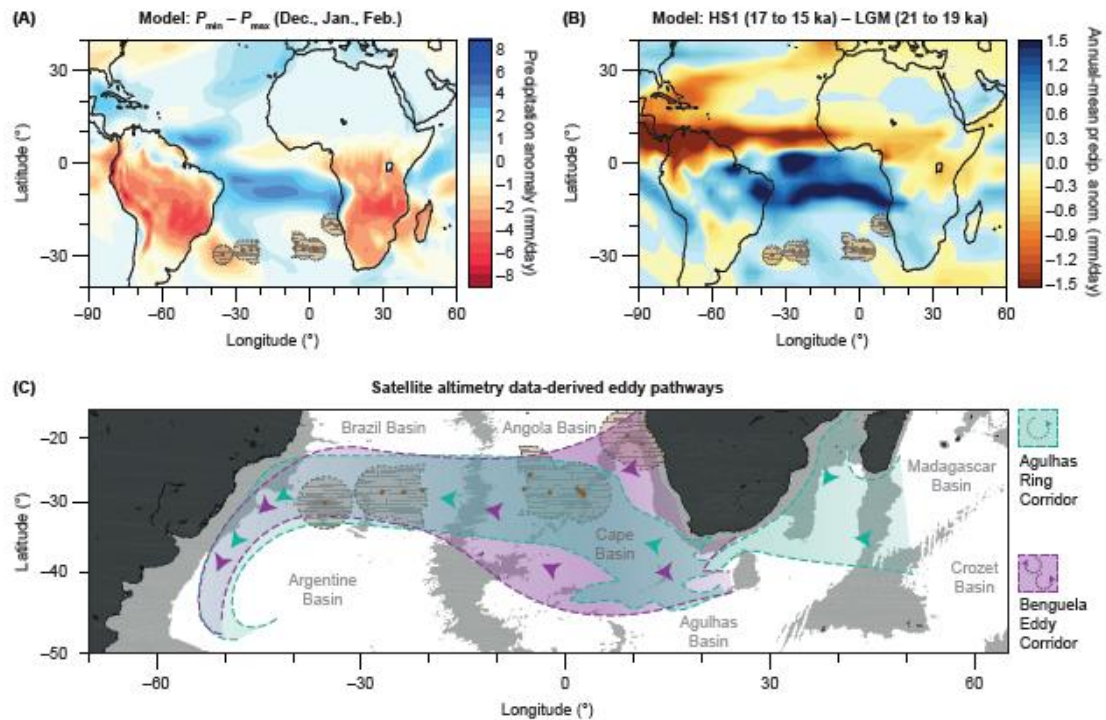 (A)
Model: Pmin – Pmax (Dec., Jan., Feb.)
30
0
−30
Latitude (°)
−90
−60
−30
0
30
60
Longitude (°)
8
6
4
2
1
0
−1
−2
−4
−6
−8
Precipitation anomaly (mm/day)
(B)
Model: HS1 (17 to 15 ka) – LGM (21 to 19 ka)
30
0
−30
Latitude (°)
−90
−60
−30
0
30
60
Longitude (°)
1.5
1.2
0.9
0.6
0.3
0.0
−0.3
−0.6
−0.9
−1.2
−1.5
Annual-mean precip. anom. (mm/day)
(C)
Satellite altimetry data-derived eddy pathways
−20
−30
−40
−50
Latitude (°)
Brazil Basin
Angola Basin
Madagascar
Basin
Cape
Basin
Argentine
Basin
Agulhas
Basin
Crozet
Basin
−60
−30
0
30
Longitude (°)
Agulhas
Ring
Corridor
Benguela
Eddy
Corridor